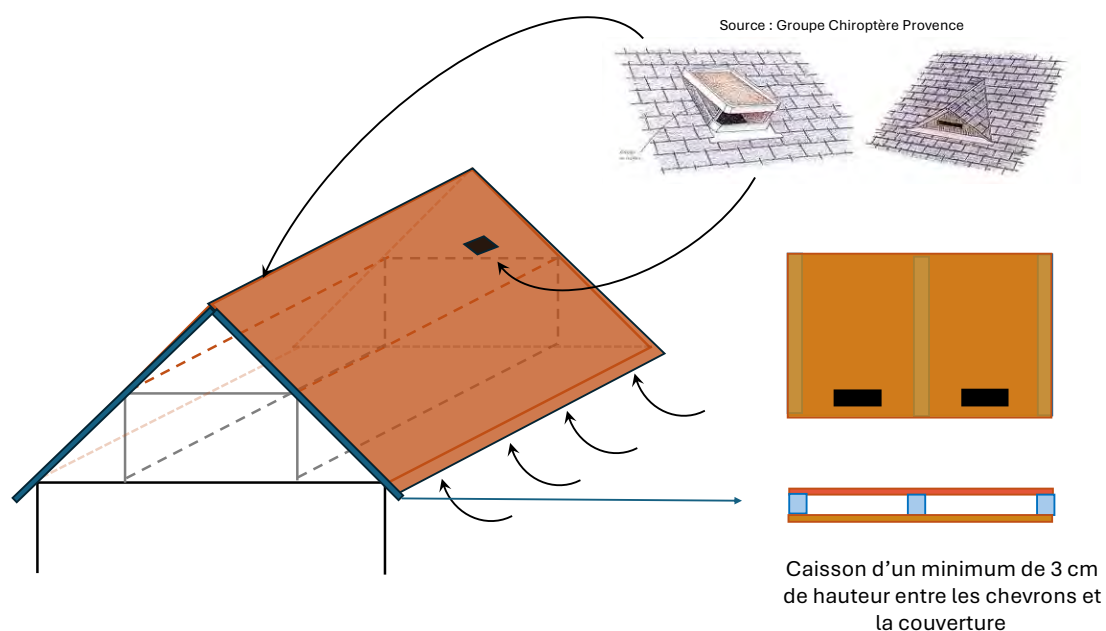 Source : Groupe Chiroptère Provence
Caisson d’un minimum de 3 cm
de hauteur entre les chevrons et
la couverture